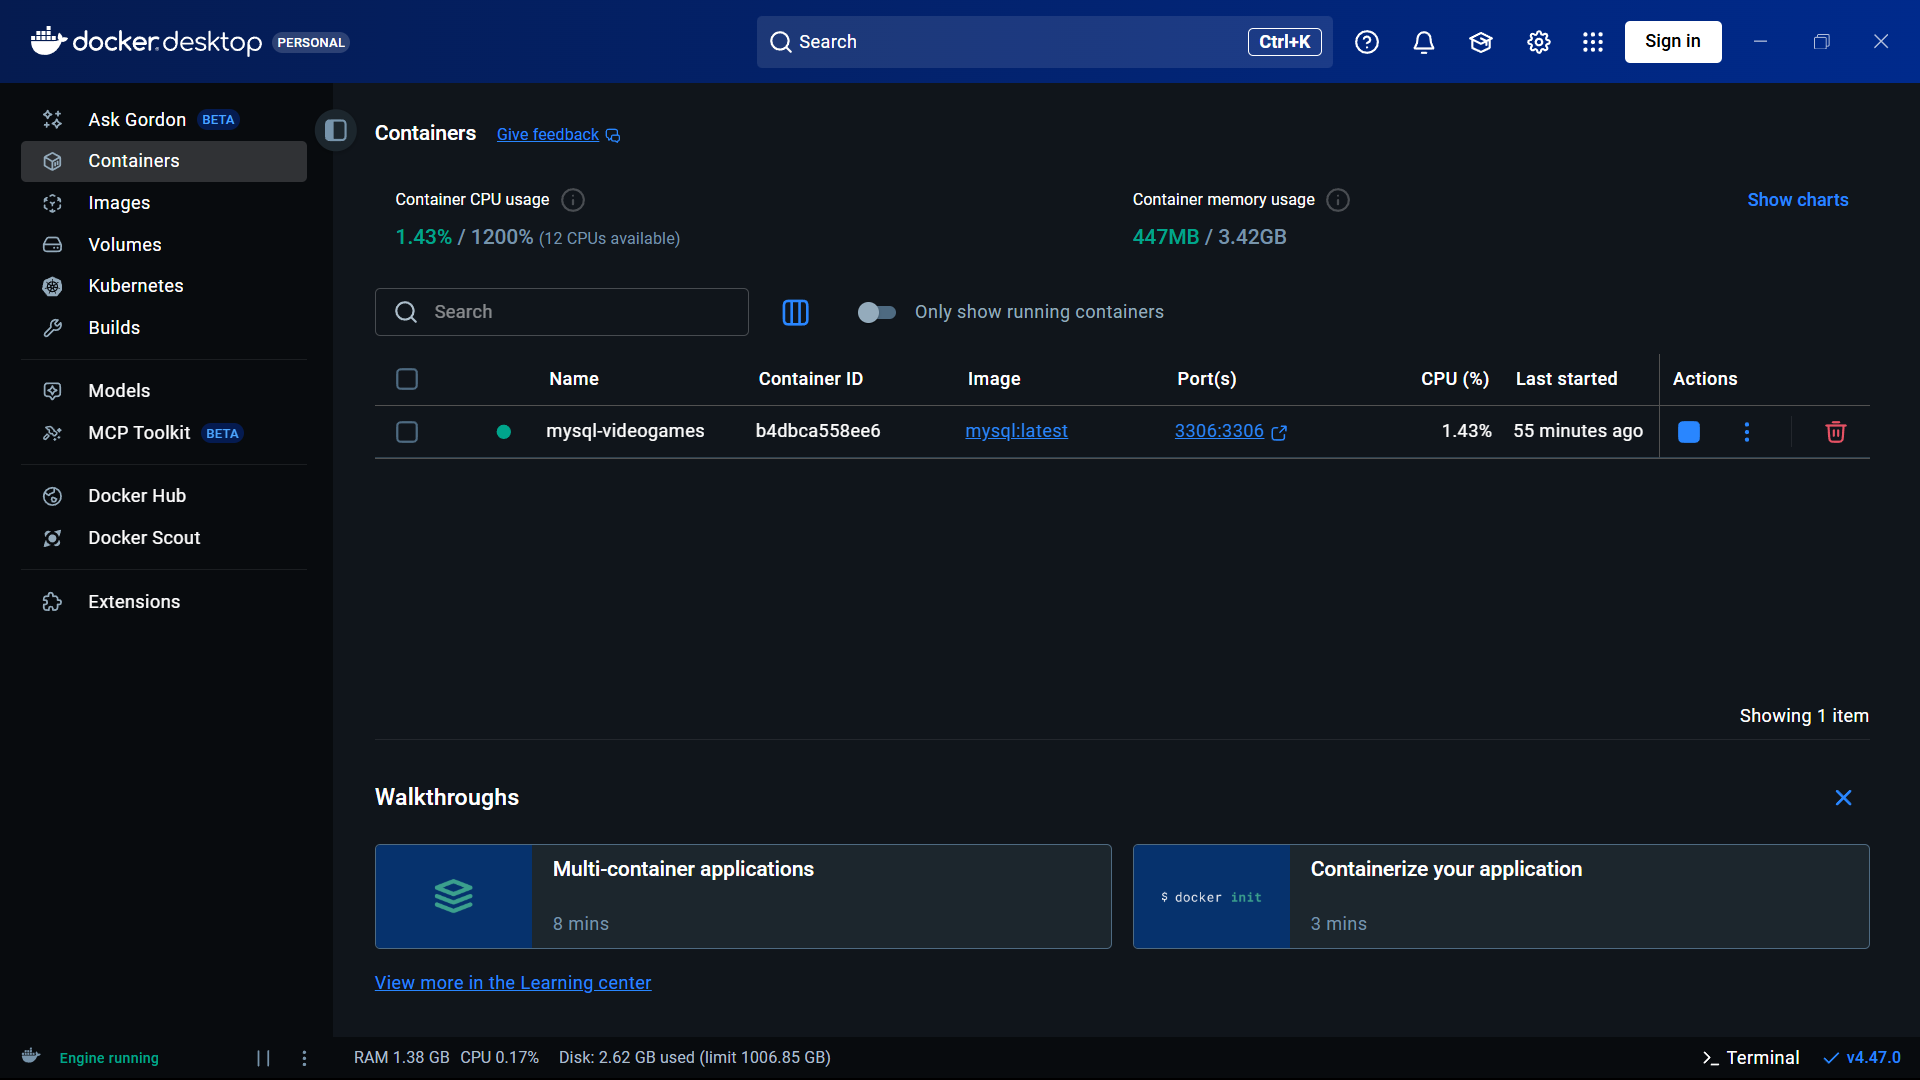 docker.desktop PERSONAL
Search Ctrl+K
Sign in
Ask Gordon BETA
Containers
Images
Volumes
Kubernetes
Builds
Models
MCP Toolkit BETA
Docker Hub
Docker Scout
Extensions
Containers Give feedback
Container CPU usage
1.43% / 1200% (12 CPUs available)
Container memory usage
447MB / 3.42GB
Show charts
Search
Only show running containers
Name Container ID Image Port(s) CPU (%) Last started Actions
mysql-videogames b4dbca558ee6 mysql:latest 3306:3306 1.43% 55 minutes ago
Showing 1 item
Walkthroughs
Multi-container applications
8 mins
$ docker init
Containerize your application
3 mins
View more in the Learning center
Engine running
RAM 1.38 GB CPU 0.17% Disk: 2.62 GB used (limit 1006.85 GB)
>_ Terminal
v4.47.0